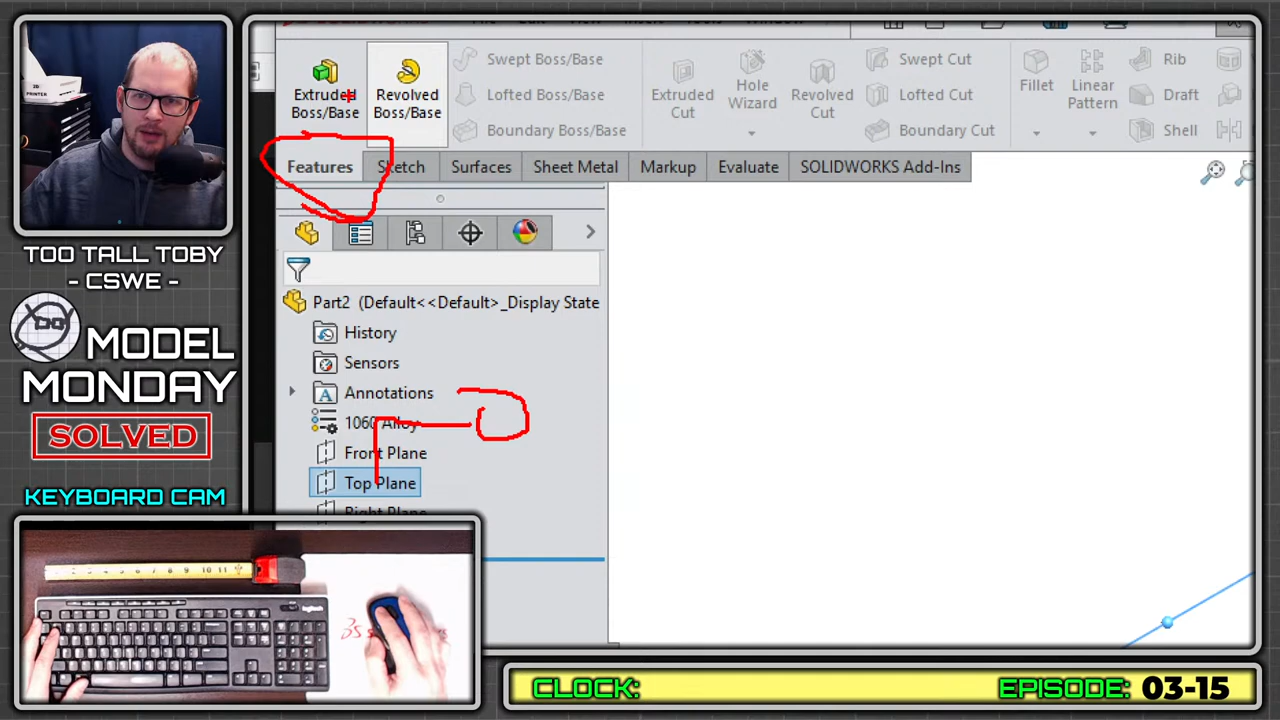 Extruded
Boss/Base
Revolved
Boss/Base
Swept Boss/Base
Lofted Boss/Base
Boundary Boss/Base
Extruded
Cut
Hole
Wizard
Revolved
Cut
Swept Cut
Lofted Cut
Boundary Cut
Fillet
Linear
Pattern
Rib
Draft
Shell
Features
Sketch
Surfaces
Sheet Metal
Markup
Evaluate
SOLIDWORKS Add-Ins
Part2 (Default<<Default>_Display State
History
Sensors
Annotations
1060 Alloy
Front Plane
Top Plane
Right Plane
TOO TALL TOBY
- CSWE -
MODEL
MONDAY
SOLVED
KEYBOARD CAM
CLOCK:
EPISODE: 03-15